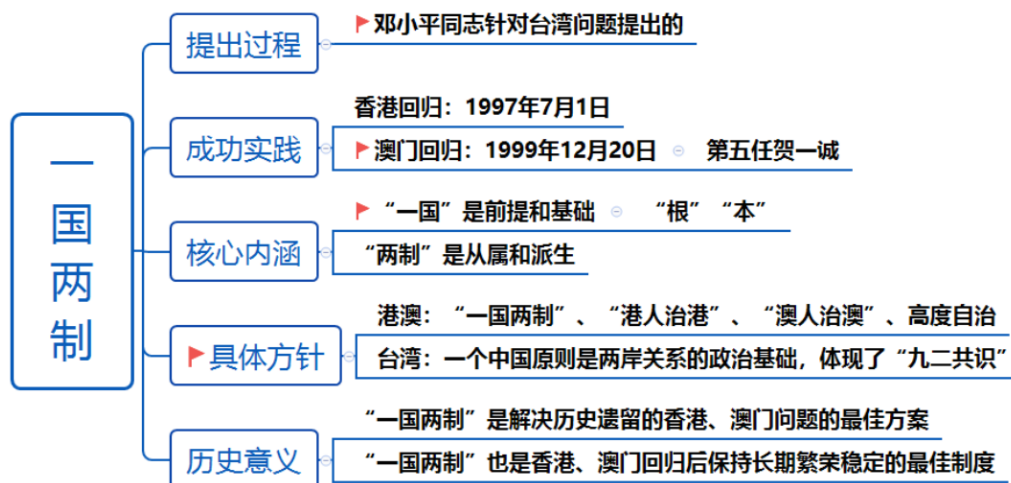 一国两制
提出过程
邓小平同志针对台湾问题提出的
成功实践
香港回归：1997年7月1日
澳门回归：1999年12月20日 第五任贺一诚
核心内涵
“一国”是前提和基础 “根”“本”
“两制”是从属和派生
具体方针
港澳：“一国两制”、“港人治港”、“澳人治澳”、高度自治
台湾：一个中国原则是两岸关系的政治基础，体现了“九二共识”
历史意义
“一国两制”是解决历史遗留的香港、澳门问题的最佳方案
“一国两制”也是香港、澳门回归后保持长期繁荣稳定的最佳制度